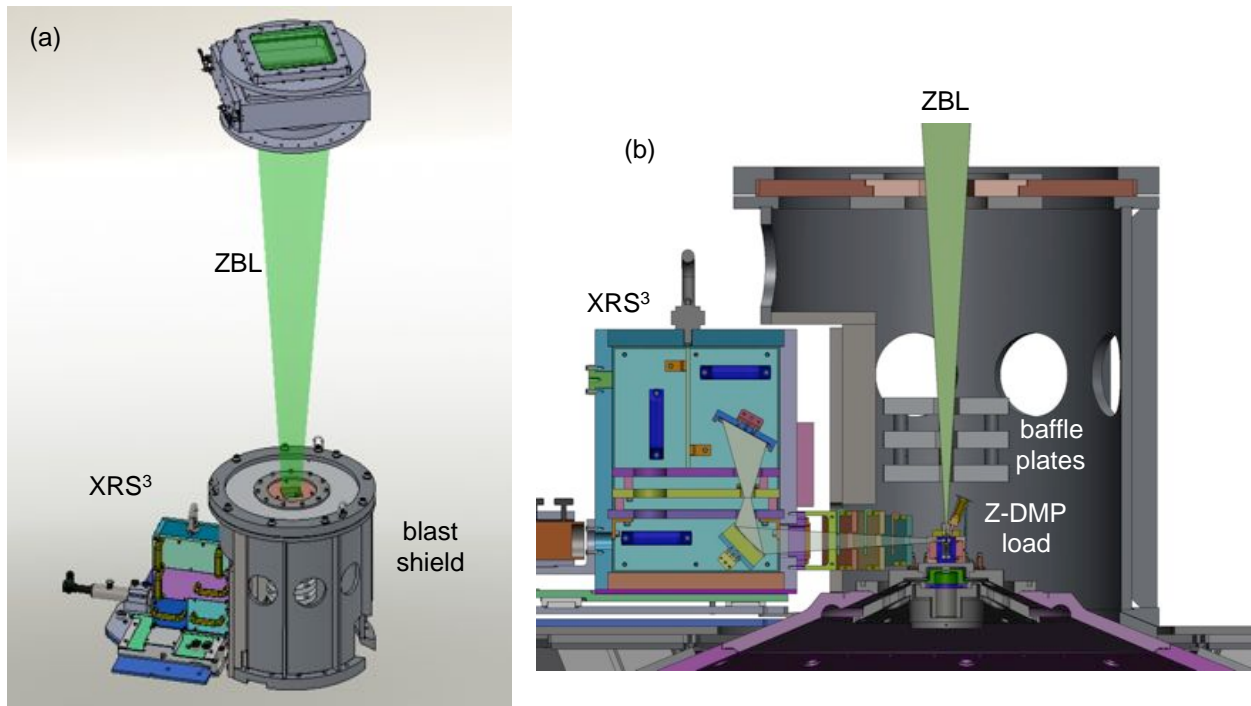 (a)
ZBL
XRS³
blast
shield
ZBL
(b)
XRS³
baffle
plates
Z-DMP
load